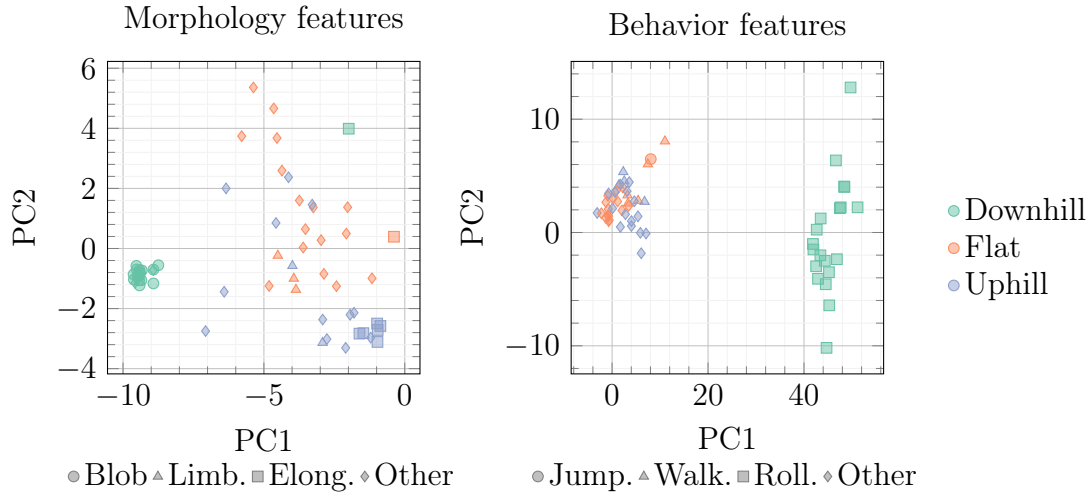 Morphology features
Behavior features
6
4
2
0
−2
−4
−10
−5
0
PC2
PC1
10
0
−10
0
20
40
PC2
PC1
Downhill
Flat
Uphill
Blob Limb. Elong. Other
Jump. Walk. Roll. Other